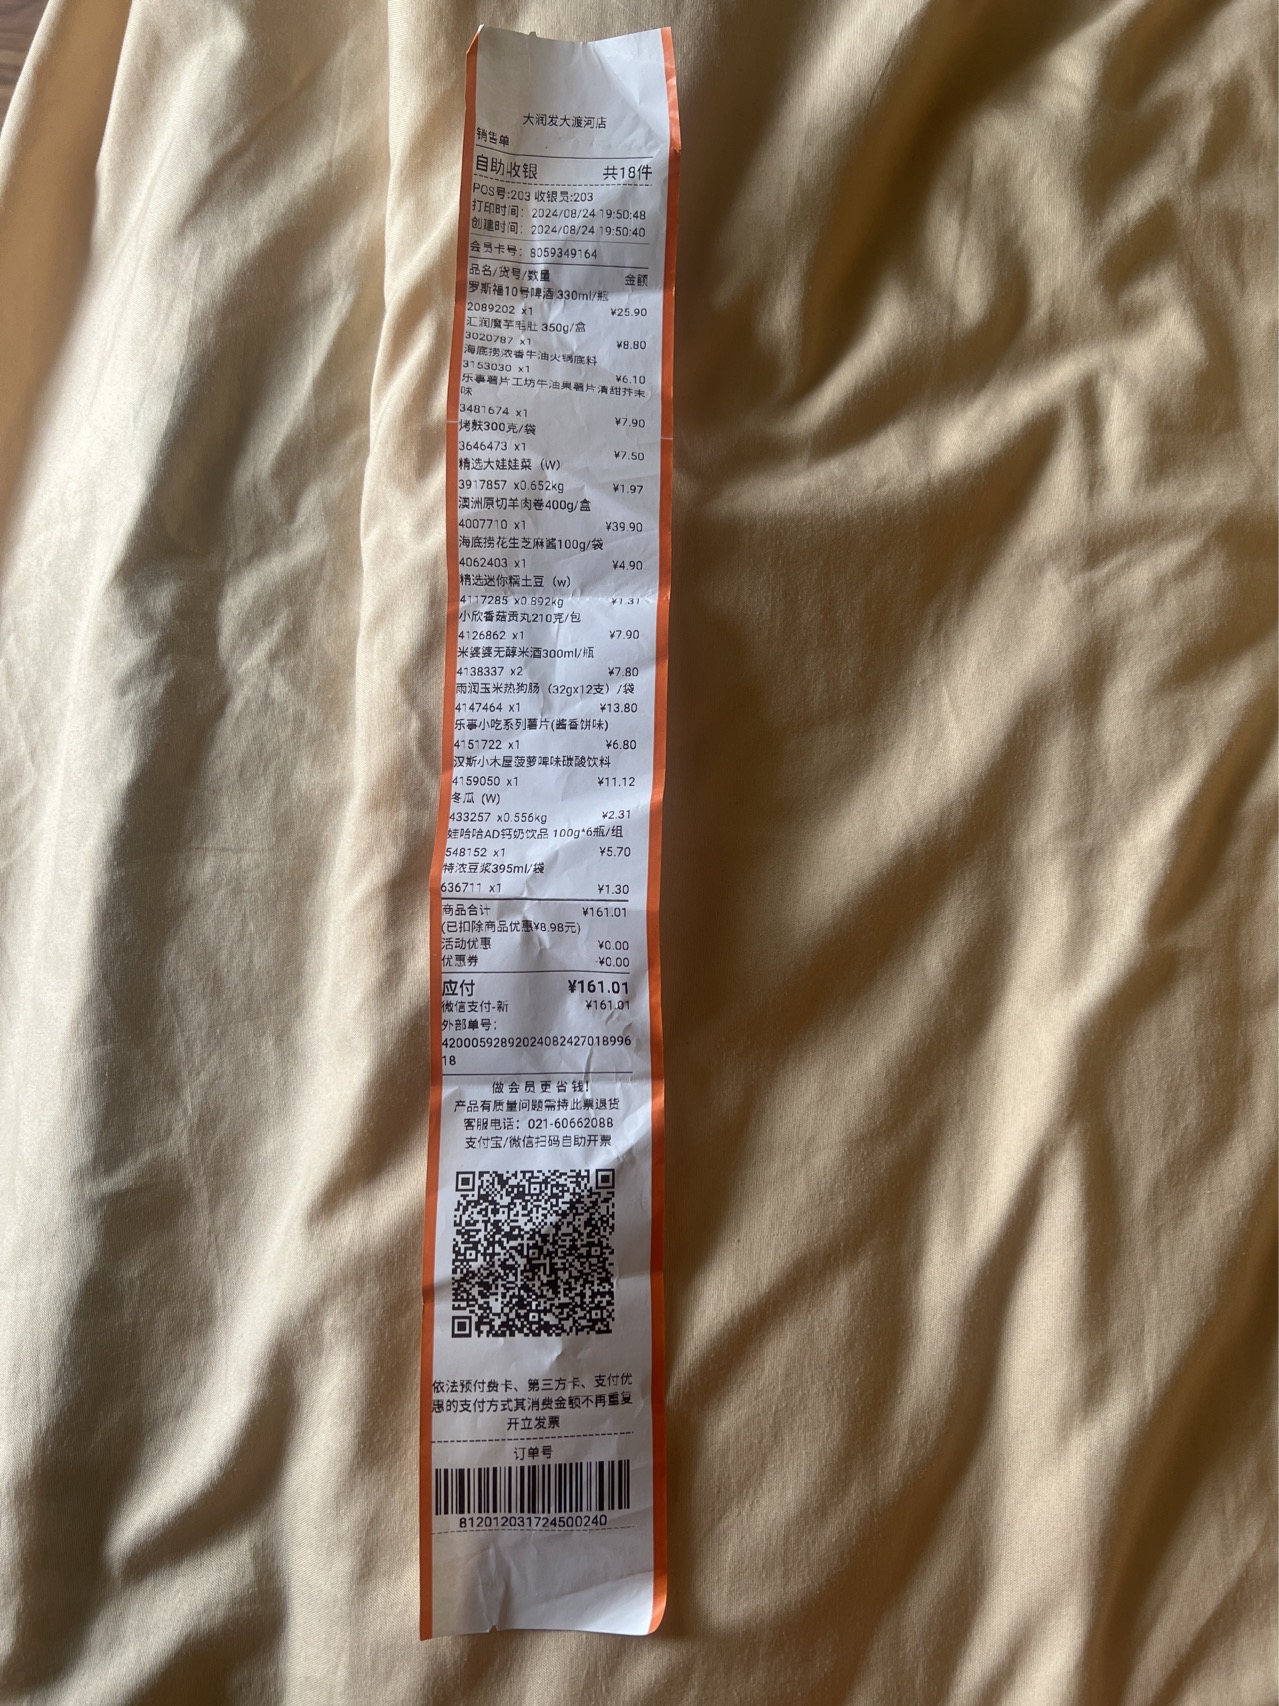 大润发大渡河店
销售单
自助收银 共18件
POS号:203 收银员:203
打印时间: 2024/08/24 19:50:48
创建时间: 2024/08/24 19:50:40
会员卡号: 8059349164
品名/货号/数量 金额
罗斯福10号啤酒 330ml/瓶
2089202 x1 ¥25.90
汇润魔芋毛肚 350g/盒
3020787 x1 ¥8.80
海底捞浓香牛油火锅底料
3153030 x1 ¥6.10
乐事薯片工坊牛油果薯片清甜芥末
味
3481674 x1 ¥7.90
烤麸300克/袋
3646473 x1 ¥7.50
精选大娃娃菜（W）
3917857 x0.652kg ¥1.97
澳洲原切羊肉卷400g/盒
4007710 x1 ¥39.90
海底捞花生芝麻酱100g/袋
4062403 x1 ¥4.90
精选迷你糯土豆（w）
4117285 x0.892kg ¥1.31
小欣香菇贡丸210克/包
4126862 x1 ¥7.90
米婆婆无醇米酒300ml/瓶
4138337 x2 ¥7.80
雨润玉米热狗肠（32gx12支）/袋
4147464 x1 ¥13.80
乐事小吃系列薯片(酱香饼味)
4151722 x1 ¥6.80
汉斯小木屋菠萝啤味碳酸饮料
4159050 x1 ¥11.12
冬瓜 (W)
433257 x0.556kg ¥2.31
娃哈哈AD钙奶饮品 100g*6瓶/组
548152 x1 ¥5.70
特浓豆浆395ml/袋
636711 x1 ¥1.30
商品合计 ¥161.01
(已扣除商品优惠¥8.98元)
活动优惠 ¥0.00
优惠券 -¥0.00
应付 ¥161.01
微信支付-新 ¥161.01
外部单号:
42000592892024082427018996
18
做会员更省钱!
产品有质量问题需持此票退货
客服电话: 021-60662088
支付宝/微信扫码自助开票
依法预付费卡、第三方卡、支付优
惠的支付方式其消费金额不再重复
开立发票
订单号
812012031724500240